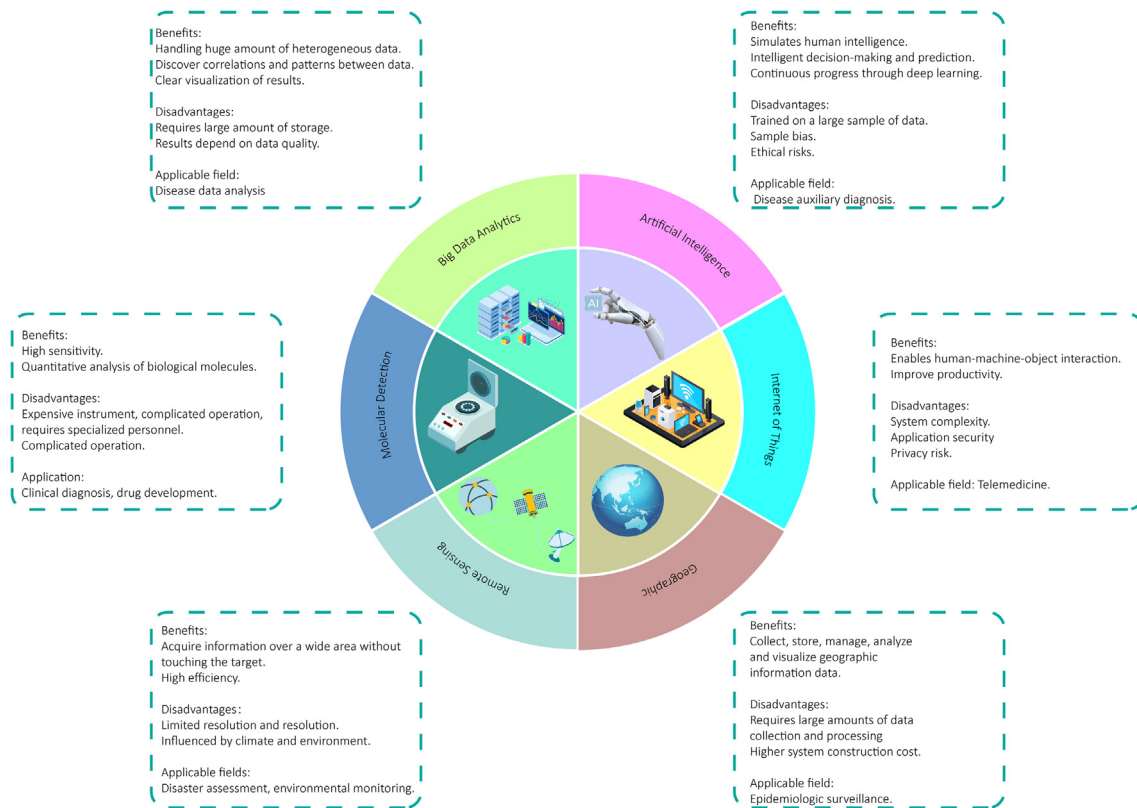 Benefits:
Handling huge amount of heterogeneous data.
Discover correlations and patterns between data.
Clear visualization of results.
Disadvantages:
Requires large amount of storage.
Results depend on data quality.
Applicable field:
Disease data analysis
Benefits:
Simulates human intelligence.
Intelligent decision-making and prediction.
Continuous progress through deep learning.
Disadvantages:
Trained on a large sample of data.
Sample bias.
Ethical risks.
Applicable field:
Disease auxiliary diagnosis.
Big Data Analytics
Artificial Intelligence
AI
Benefits:
High sensitivity.
Quantitative analysis of biological molecules.
Disadvantages:
Expensive instrument, complicated operation,
requires specialized personnel.
Complicated operation.
Application:
Clinical diagnosis, drug development.
Molecular Detection
Internet of Things
Benefits:
Enables human-machine-object interaction.
Improve productivity.
Disadvantages:
System complexity.
Application security
Privacy risk.
Applicable field: Telemedicine.
Remote Sensing
Geographic
Benefits:
Acquire information over a wide area without
touching the target.
High efficiency.
Disadvantages:
Limited resolution and resolution.
Influenced by climate and environment.
Applicable fields:
Disaster assessment, environmental monitoring.
Benefits:
Collect, store, manage, analyze
and visualize geographic
information data.
Disadvantages:
Requires large amounts of data
collection and processing
Higher system construction cost.
Applicable field:
Epidemiologic surveillance.